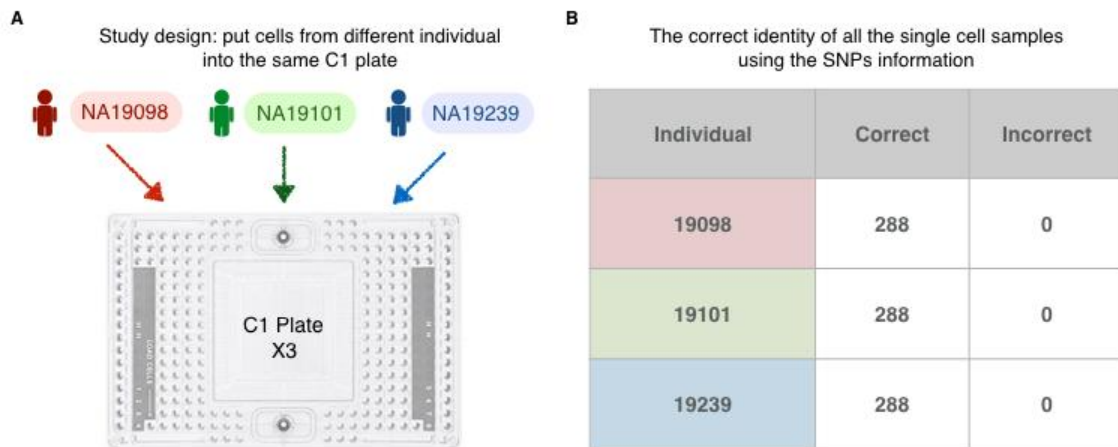 A
Study design: put cells from different individual
into the same C1 plate
NA19098
NA19101
NA19239
C1 Plate
X3
LOAD CELLS
B
The correct identity of all the single cell samples
using the SNPs information
Individual Correct Incorrect
19098 288 0
19101 288 0
19239 288 0